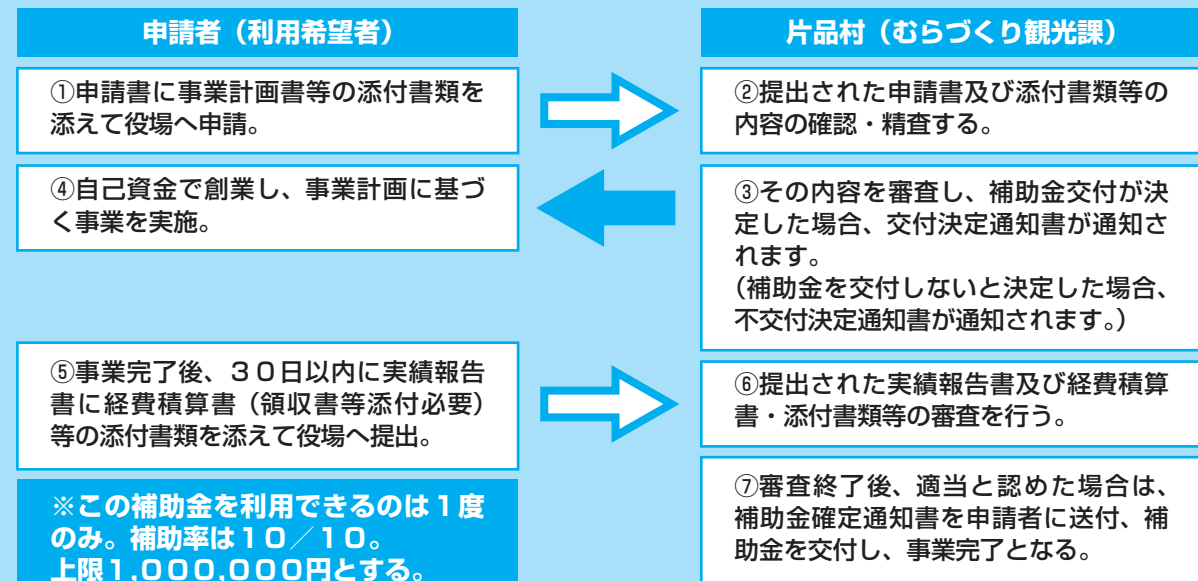 申請者（利用希望者）
片品村（むらづくり観光課）
①申請書に事業計画書等の添付書類を
添えて役場へ申請。
②提出された申請書及び添付書類等の
内容の確認・精査する。
③その内容を審査し、補助金交付が決
定した場合、交付決定通知書が通知さ
れます。
（補助金を交付しないと決定した場合、
不交付決定通知書が通知されます。）
④自己資金で創業し、事業計画に基づ
く事業を実施。
⑤事業完了後、３０日以内に実績報告
書に経費積算書（領収書等添付必要）
等の添付書類を添えて役場へ提出。
⑥提出された実績報告書及び経費積算
書・添付書類等の審査を行う。
⑦審査終了後、適当と認めた場合は、
補助金確定通知書を申請者に送付、補
助金を交付し、事業完了となる。
※この補助金を利用できるのは１度
のみ。補助率は１０／１０。
上限１,０００,０００円とする。